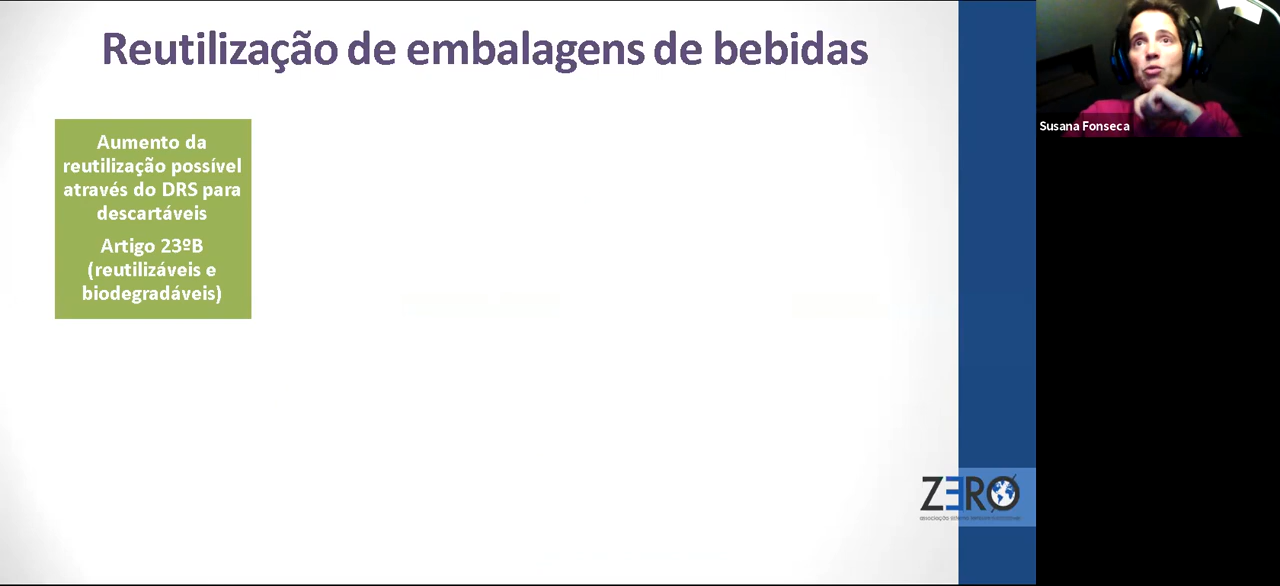 Reutilização de embalagens de bebidas
Aumento da
reutilização possível
através do DRS para
descartáveis
Artigo 23ºB
(reutilizáveis e
biodegradáveis)
Susana Fonseca
ZERO